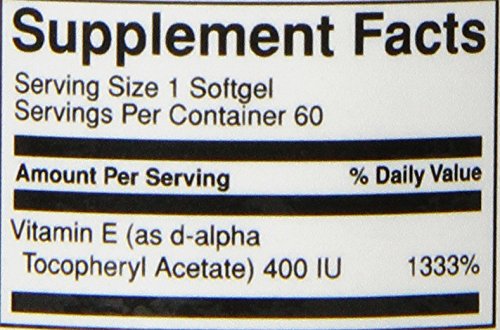 Supplement Facts
Serving Size 1 Softgel
Servings Per Container 60
Amount Per Serving % Daily Value
Vitamin E (as d-alpha
Tocopheryl Acetate) 400 IU 1333%